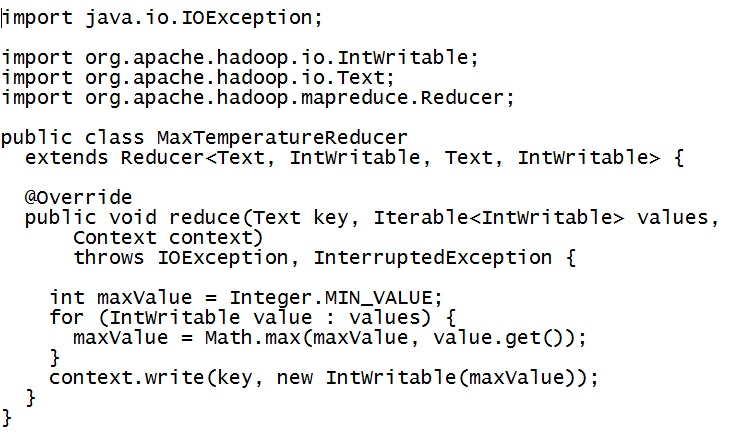 import java.io.IOException;
import org.apache.hadoop.io.IntWritable;
import org.apache.hadoop.io.Text;
import org.apache.hadoop.mapreduce.Reducer;
public class MaxTemperatureReducer
  extends Reducer<Text, IntWritable, Text, IntWritable> {
  @Override
  public void reduce(Text key, Iterable<IntWritable> values,
      Context context)
      throws IOException, InterruptedException {
    int maxValue = Integer.MIN_VALUE;
    for (IntWritable value : values) {
      maxValue = Math.max(maxValue, value.get());
    }
    context.write(key, new IntWritable(maxValue));
  }
}